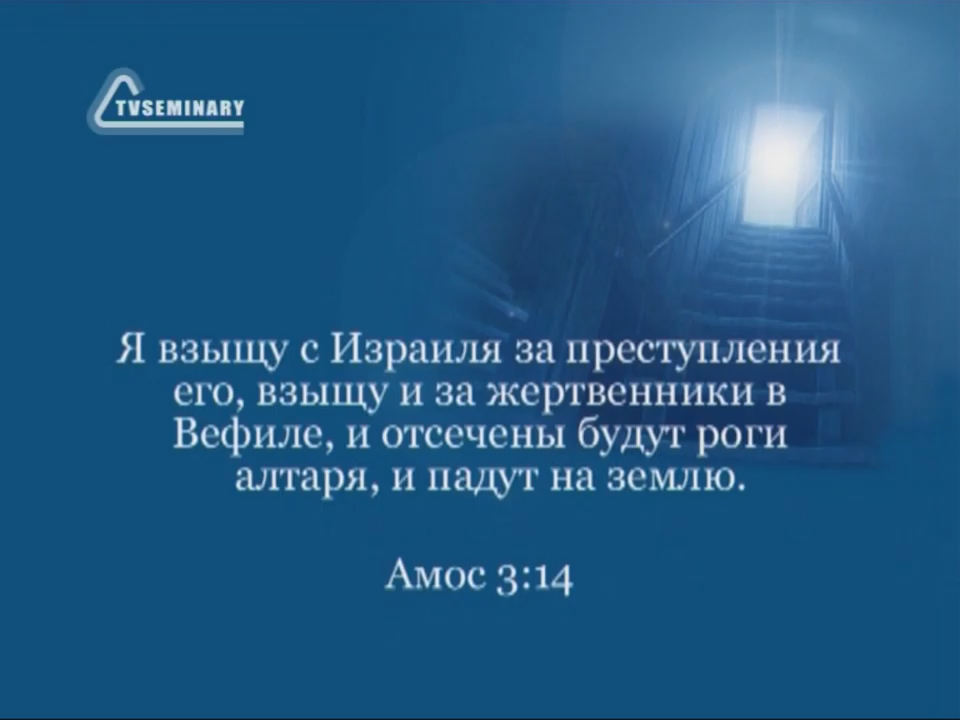 TVSEMINARY
Я взыщу с Израиля за преступления
его, взыщу и за жертвенники в
Вефиле, и отсечены будут роги
алтаря, и падут на землю.
Амос 3:14